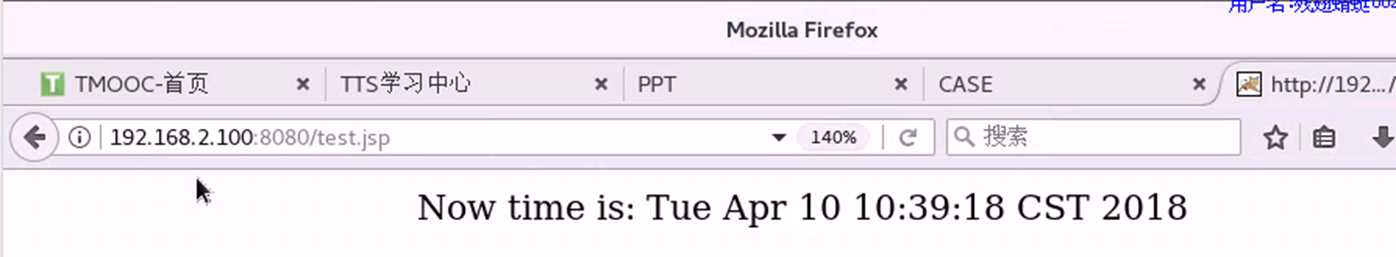 Mozilla Firefox
TMOOC-首页 TTS学习中心 PPT CASE http://192.../
192.168.2.100:8080/test.jsp 140% 搜索
Now time is: Tue Apr 10 10:39:18 CST 2018